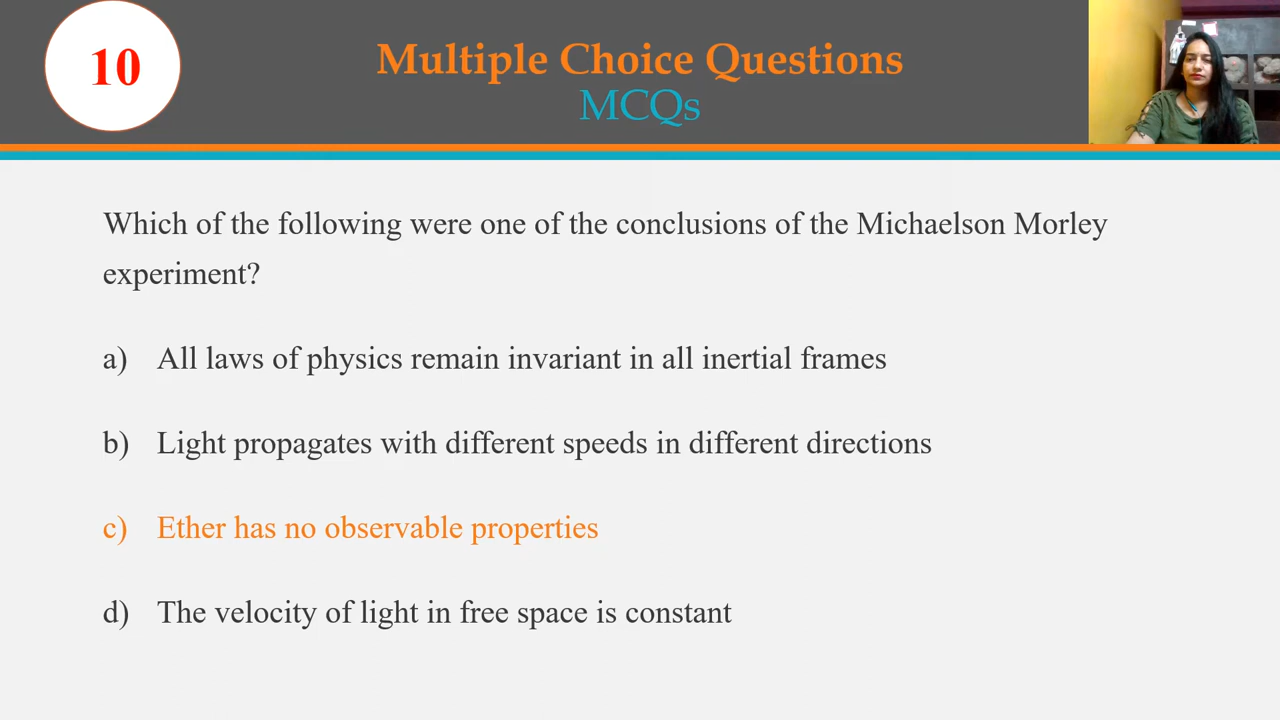 10
Multiple Choice Questions
MCQs
Which of the following were one of the conclusions of the Michaelson Morley
experiment?
a) All laws of physics remain invariant in all inertial frames
b) Light propagates with different speeds in different directions
c) Ether has no observable properties
d) The velocity of light in free space is constant